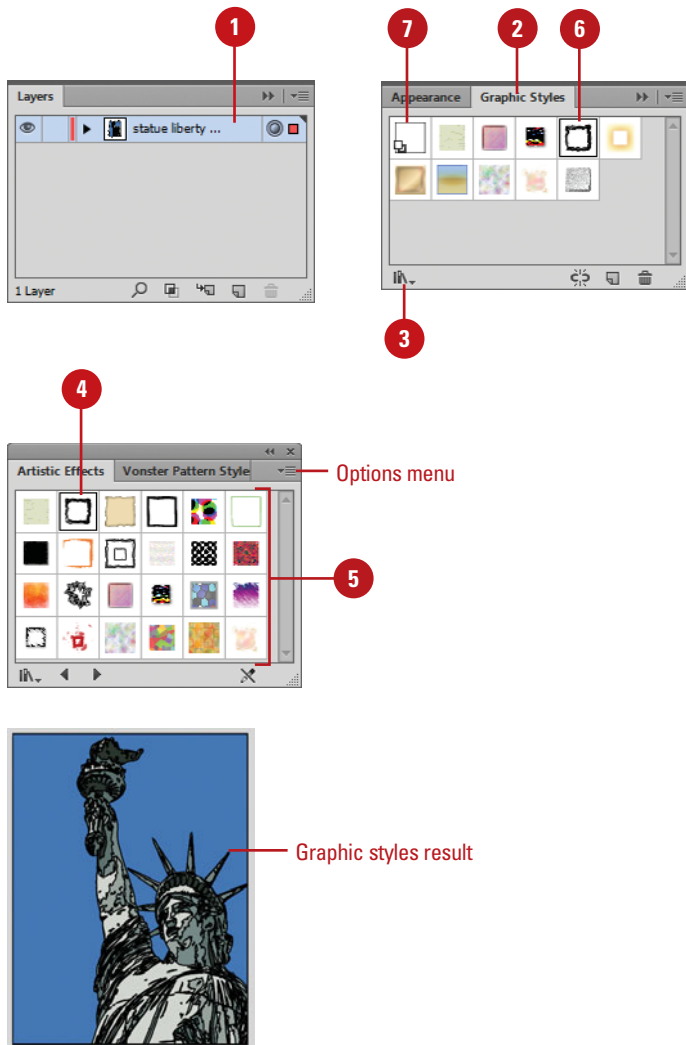 1
7
2
6
Layers
statue liberty ...
1 Layer
Appearance
Graphic Styles
3
4
Artistic Effects
Vonster Pattern Style
Options menu
5
Graphic styles result